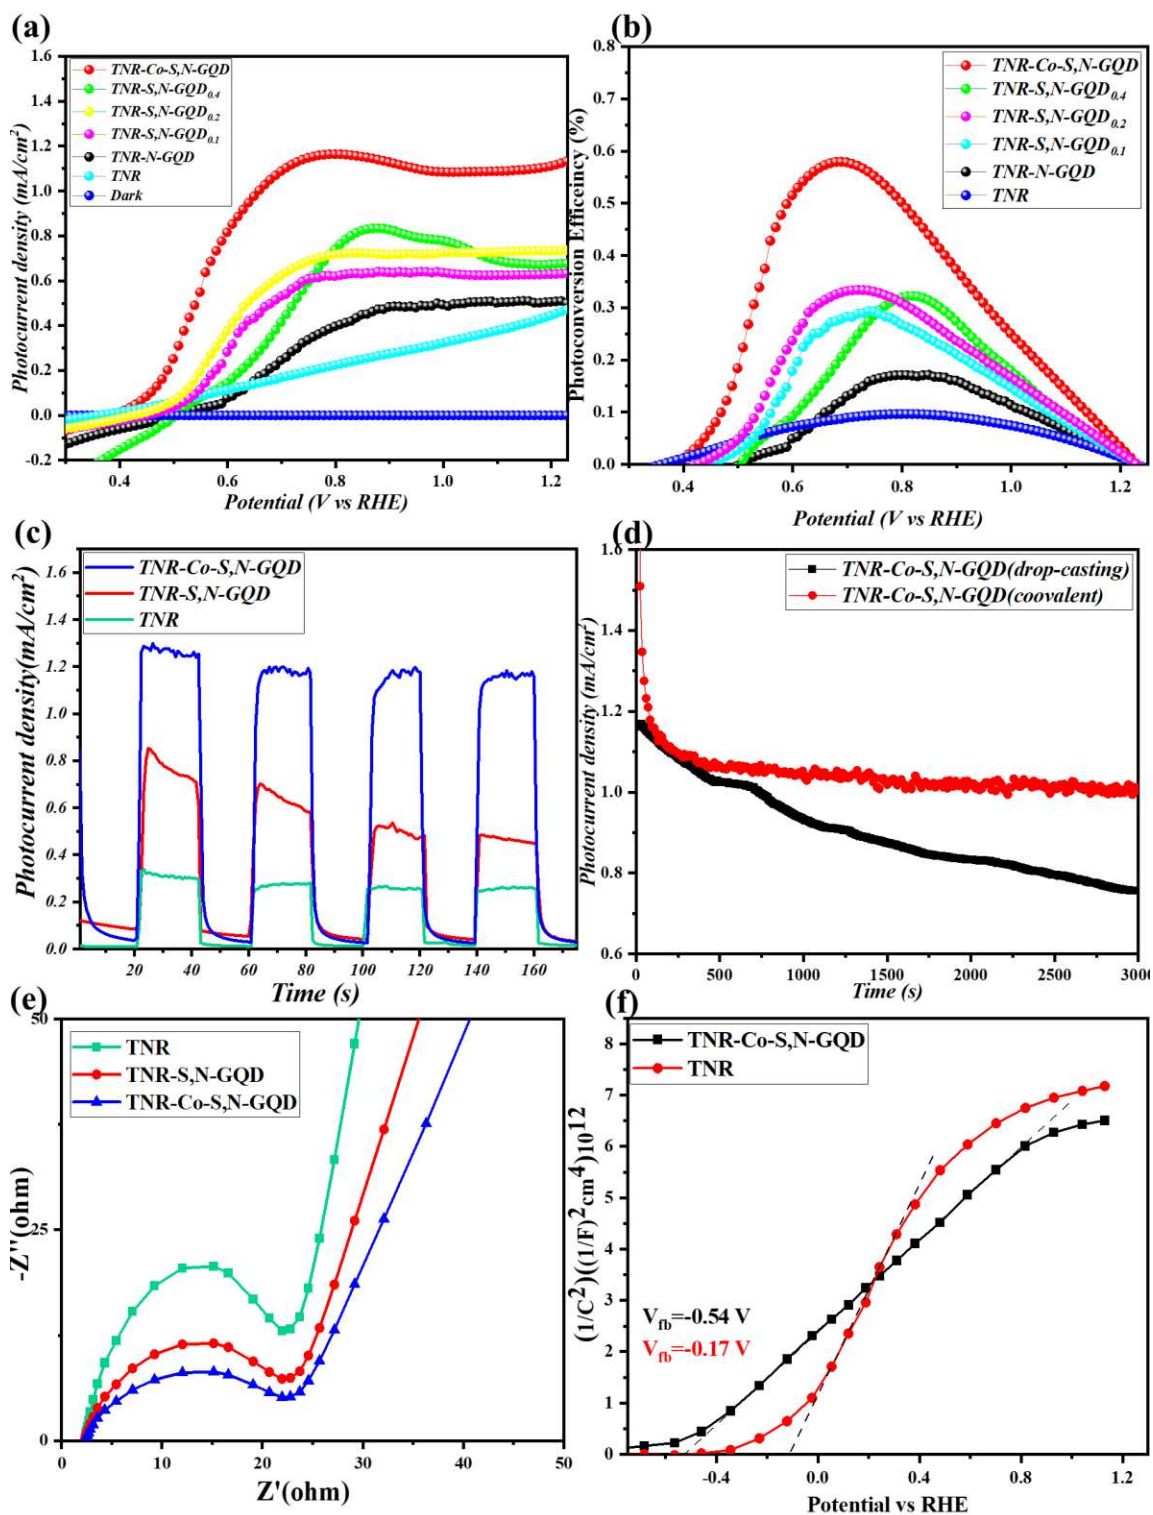 (a)
1.6
1.4
1.2
1.0
0.8
0.6
0.4
0.2
0.0
-0.2
Photocurrent density (mA/cm²)
TNR-Co-S,N-GQD
TNR-S,N-GQD0.4
TNR-S,N-GQD0.2
TNR-S,N-GQD0.1
TNR-N-GQD
TNR
Dark
0.4 0.6 0.8 1.0 1.2
Potential (V vs RHE)
(b)
0.8
0.7
0.6
0.5
0.4
0.3
0.2
0.1
0.0
Photoconversion Effiecincy (%)
TNR-Co-S,N-GQD
TNR-S,N-GQD0.4
TNR-S,N-GQD0.2
TNR-S,N-GQD0.1
TNR-N-GQD
TNR
0.4 0.6 0.8 1.0 1.2
Potential (V vs RHE)
(c)
1.6
1.4
1.2
1.0
0.8
0.6
0.4
0.2
0.0
Photocurrent density(mA/cm²)
TNR-Co-S,N-GQD
TNR-S,N-GQD
TNR
20 40 60 80 100 120 140 160
Time (s)
(d)
1.6
1.4
1.2
1.0
0.8
0.6
Photocurrent density (mA/cm²)
TNR-Co-S,N-GQD(drop-casting)
TNR-Co-S,N-GQD(coovalent)
0 500 1000 1500 2000 2500 3000
Time (s)
(e)
50
25
0
-Z''(ohm)
TNR
TNR-S,N-GQD
TNR-Co-S,N-GQD
0 10 20 30 40 50
Z'(ohm)
(f)
8
7
6
5
4
3
2
1
0
(1/C²)((1/F)²cm⁴)10¹²
TNR-Co-S,N-GQD
TNR
Vfb=-0.54 V
Vfb=-0.17 V
-0.4 0.0 0.4 0.8 1.2
Potential vs RHE